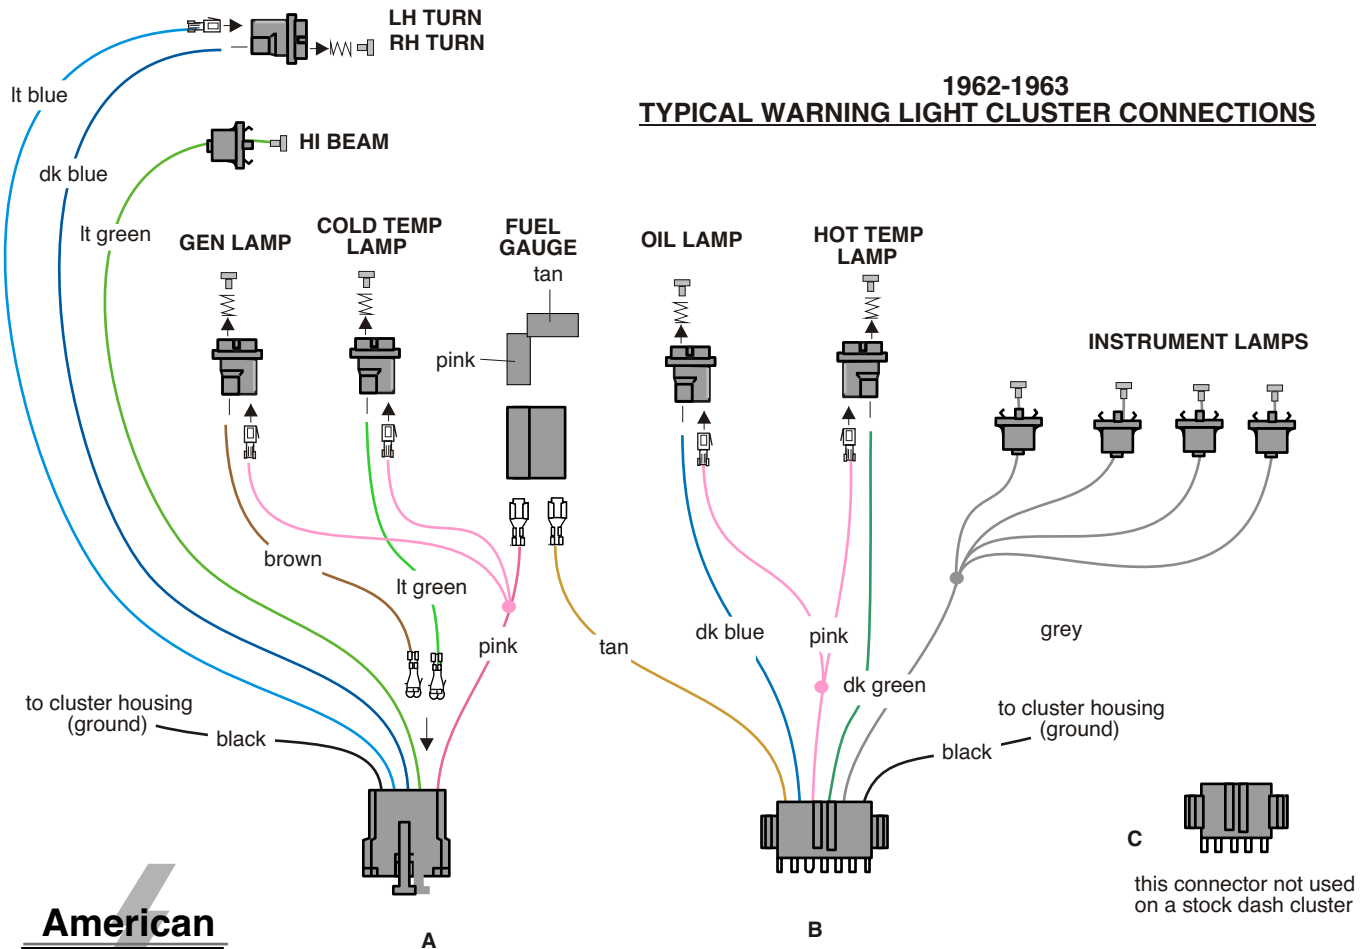 LH TURN
RH TURN
1962-1963
TYPICAL WARNING LIGHT CLUSTER CONNECTIONS
lt blue
HI BEAM
dk blue
lt green
GEN LAMP
COLD TEMP
LAMP
FUEL
GAUGE
tan
pink
OIL LAMP
HOT TEMP
LAMP
INSTRUMENT LAMPS
brown
lt green
pink
tan
dk blue
pink
dk green
grey
to cluster housing
(ground)
black
to cluster housing
(ground)
black
C
this connector not used
on a stock dash cluster
American
A
B